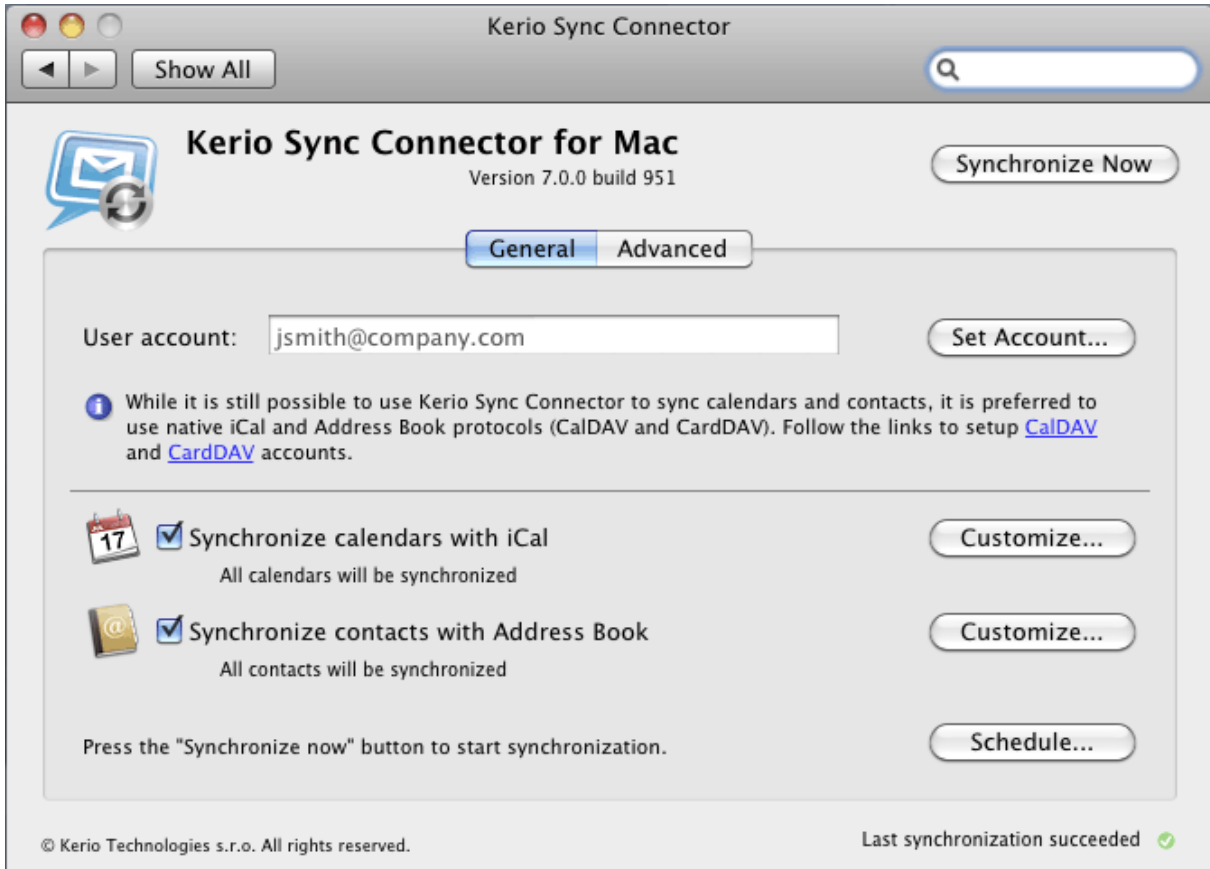 Kerio Sync Connector
Show All
Kerio Sync Connector for Mac
Version 7.0.0 build 951
Synchronize Now
General Advanced
User account: jsmith@company.com Set Account...
While it is still possible to use Kerio Sync Connector to sync calendars and contacts, it is preferred to
use native iCal and Address Book protocols (CalDAV and CardDAV). Follow the links to setup CalDAV
and CardDAV accounts.
17
Synchronize calendars with iCal Customize...
All calendars will be synchronized
@
Synchronize contacts with Address Book Customize...
All contacts will be synchronized
Press the "Synchronize now" button to start synchronization. Schedule...
© Kerio Technologies s.r.o. All rights reserved. Last synchronization succeeded